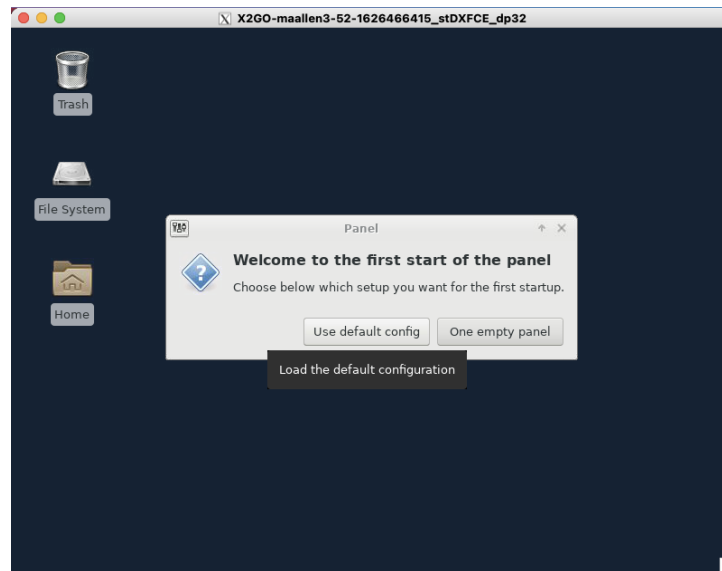 X2GO-maallen3-52-1626466415_stDXFCE_dp32
Trash
File System
Home
Panel
Welcome to the first start of the panel
Choose below which setup you want for the first startup.
Use default config
One empty panel
Load the default configuration